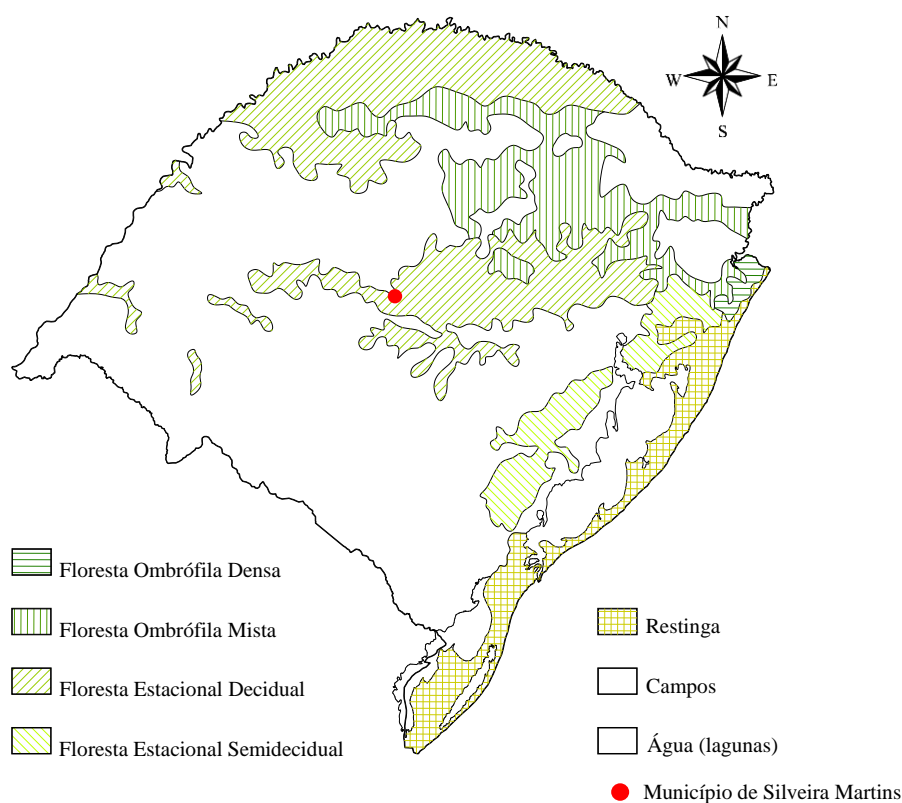 N
W E
S
Floresta Ombrófila Densa
Floresta Ombrófila Mista
Floresta Estacional Decidual
Floresta Estacional Semidecidual
Restinga
Campos
Água (lagunas)
Município de Silveira Martins